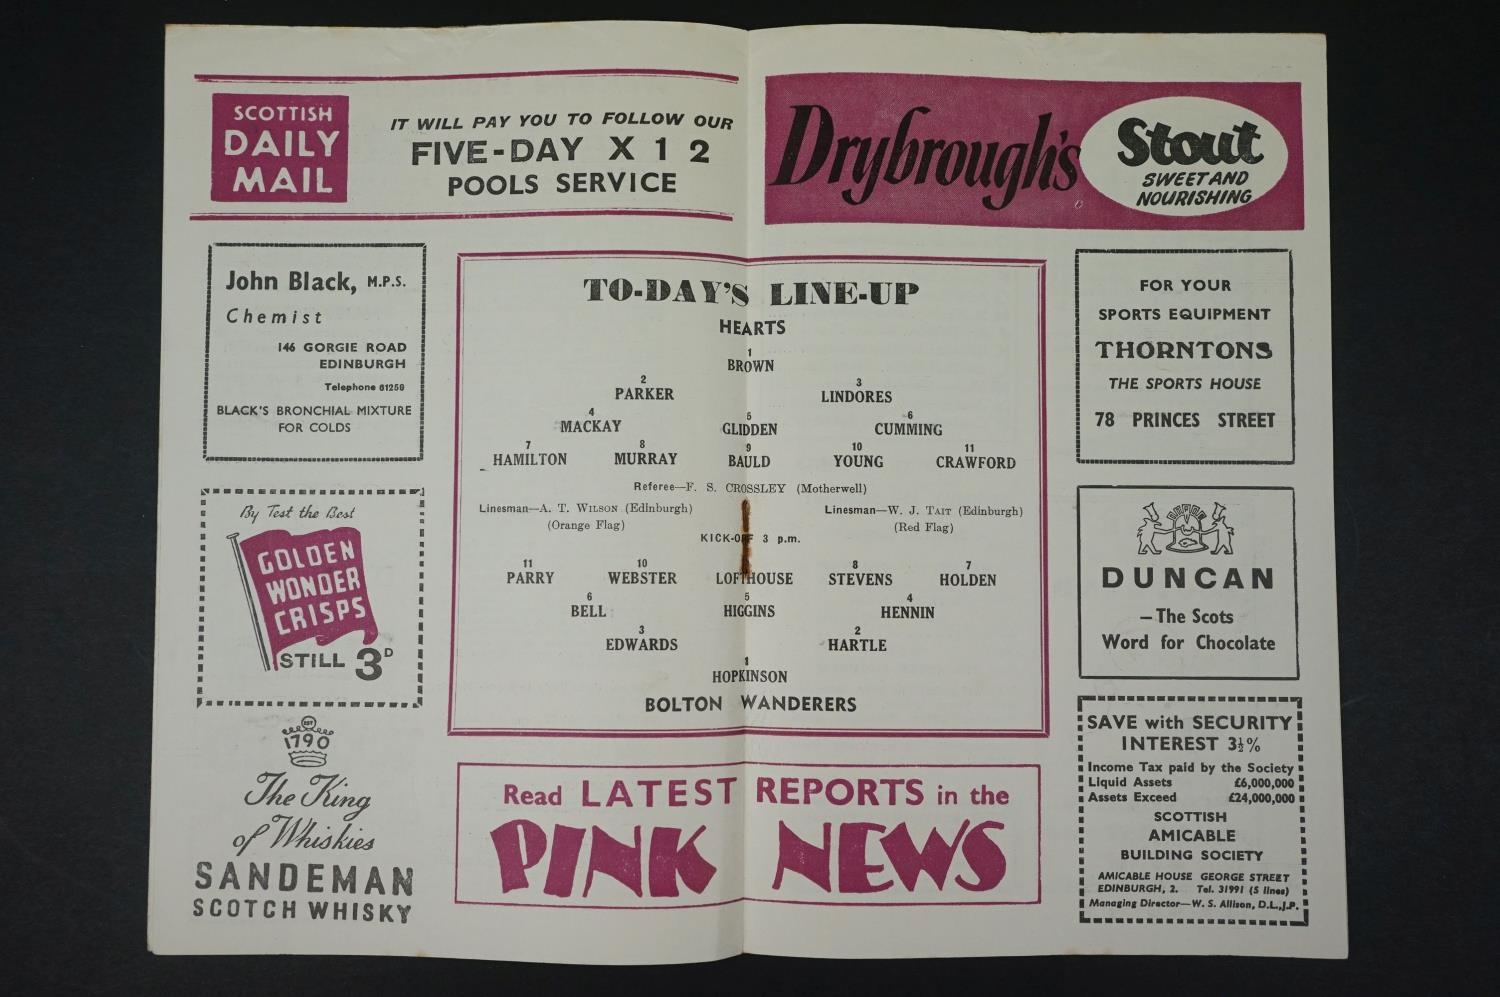 SCOTTISH
DAILY
MAIL
IT WILL PAY YOU TO FOLLOW OUR
FIVE-DAY X 1 2
POOLS SERVICE
Drybrough's
Stout
SWEET AND
NOURISHING
John Black, M.P.S.
Chemist
146 GORGIE ROAD
EDINBURGH
Telephone 61259
BLACK'S BRONCHIAL MIXTURE
FOR COLDS
By Test the Best
GOLDEN
WONDER
CRISPS
STILL 3D
EST
1790
The King
of Whiskies
SANDEMAN
SCOTCH WHISKY
TO-DAY'S LINE-UP
HEARTS
1
BROWN
2 3
PARKER LINDORES
4 5 6
MACKAY GLIDDEN CUMMING
7 8 9 10 11
HAMILTON MURRAY BAULD YOUNG CRAWFORD
Referee—F. S. CROSSLEY (Motherwell)
Linesman—A. T. WILSON (Edinburgh) Linesman—W. J. TAIT (Edinburgh)
(Orange Flag) (Red Flag)
KICK-OFF 3 p.m.
11 10 8 7
PARRY WEBSTER LOFTHOUSE STEVENS HOLDEN
6 5 4
BELL HIGGINS HENNIN
3 2
EDWARDS HARTLE
1
HOPKINSON
BOLTON WANDERERS
Read LATEST REPORTS in the
PINK NEWS
FOR YOUR
SPORTS EQUIPMENT
THORNTONS
THE SPORTS HOUSE
78 PRINCES STREET
DUNCAN
—The Scots
Word for Chocolate
SAVE with SECURITY
INTEREST 3½%
Income Tax paid by the Society
Liquid Assets £6,000,000
Assets Exceed £24,000,000
SCOTTISH
AMICABLE
BUILDING SOCIETY
AMICABLE HOUSE GEORGE STREET
EDINBURGH, 2. Tel. 31991 (5 lines)
Managing Director—W. S. Allison, D.L., J.P.